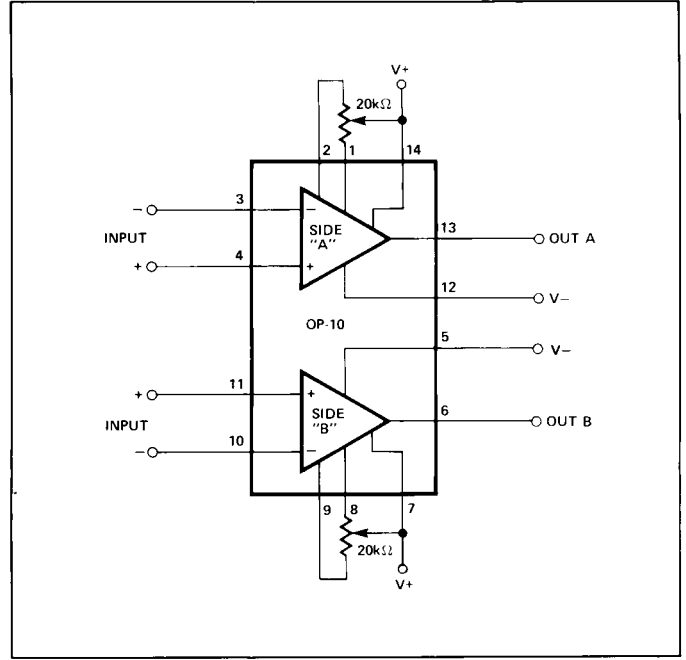 V+
20kΩ
2 1 14
3 − − 13
SIDE "A"
− INPUT +
OUT A
4 +
12
V−
OP-10
5
V−
11
+ +
SIDE "B"
6
OUT B
INPUT
10
− −
9 8 7
20kΩ
V+